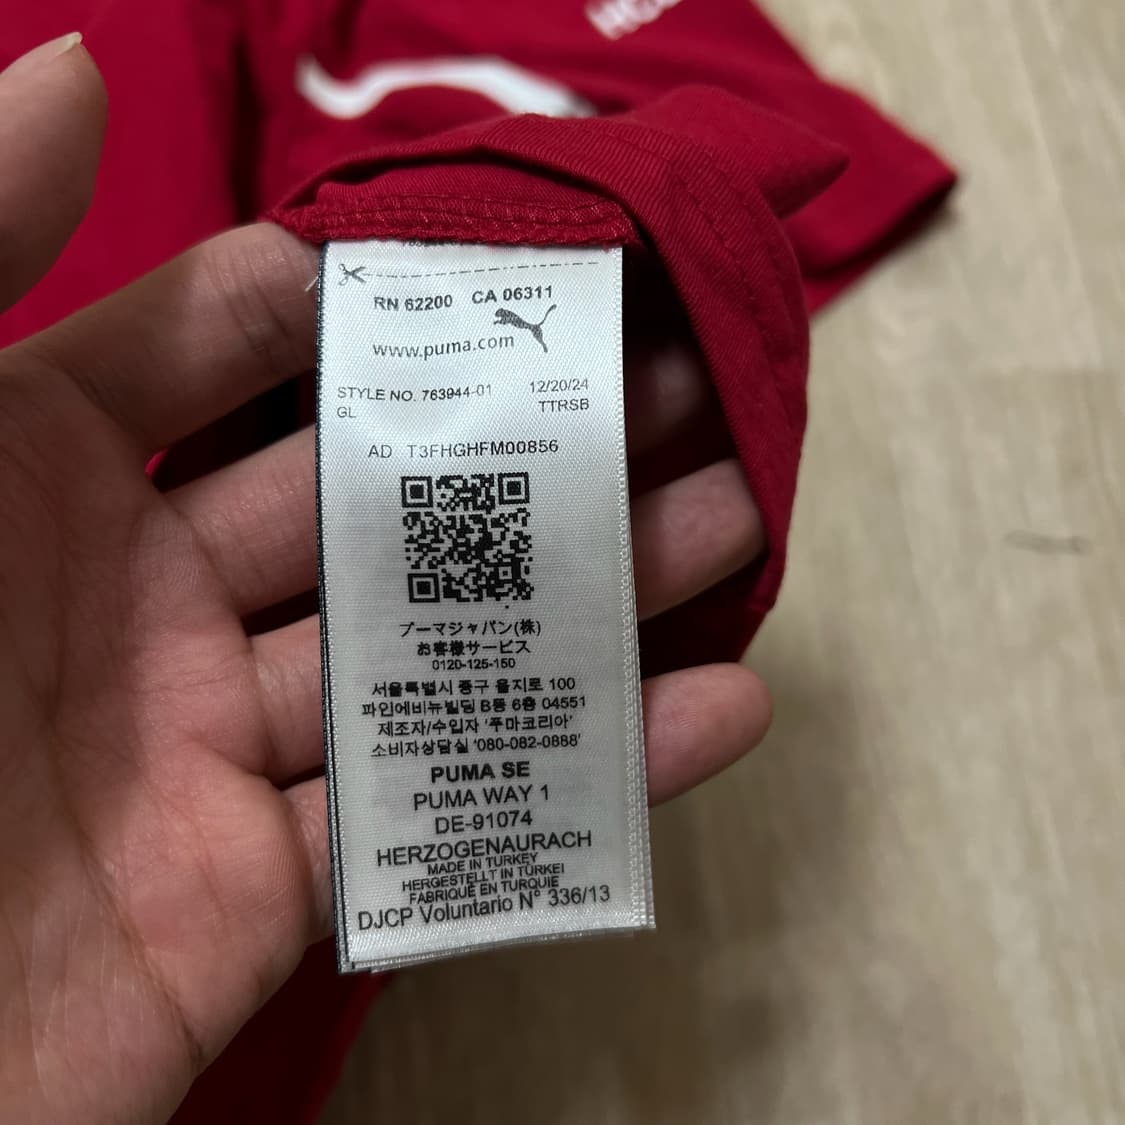 RN 62200 CA 06311
www.puma.com
STYLE NO. 763944-01 12/20/24
GL TTRSB
AD T3FHGHFM00856
プーマジャパン(株)
お客様サービス
0120-125-150
서울특별시 중구 을지로 100
파인에비뉴빌딩 B동 6층 04551
제조자/수입자 '푸마코리아'
소비자상담실 '080-082-0888'
PUMA SE
PUMA WAY 1
DE-91074
HERZOGENAURACH
MADE IN TURKEY
HERGESTELLT IN TÜRKEI
FABRIQUÉ EN TURQUIE
DJCP Voluntario N° 336/13